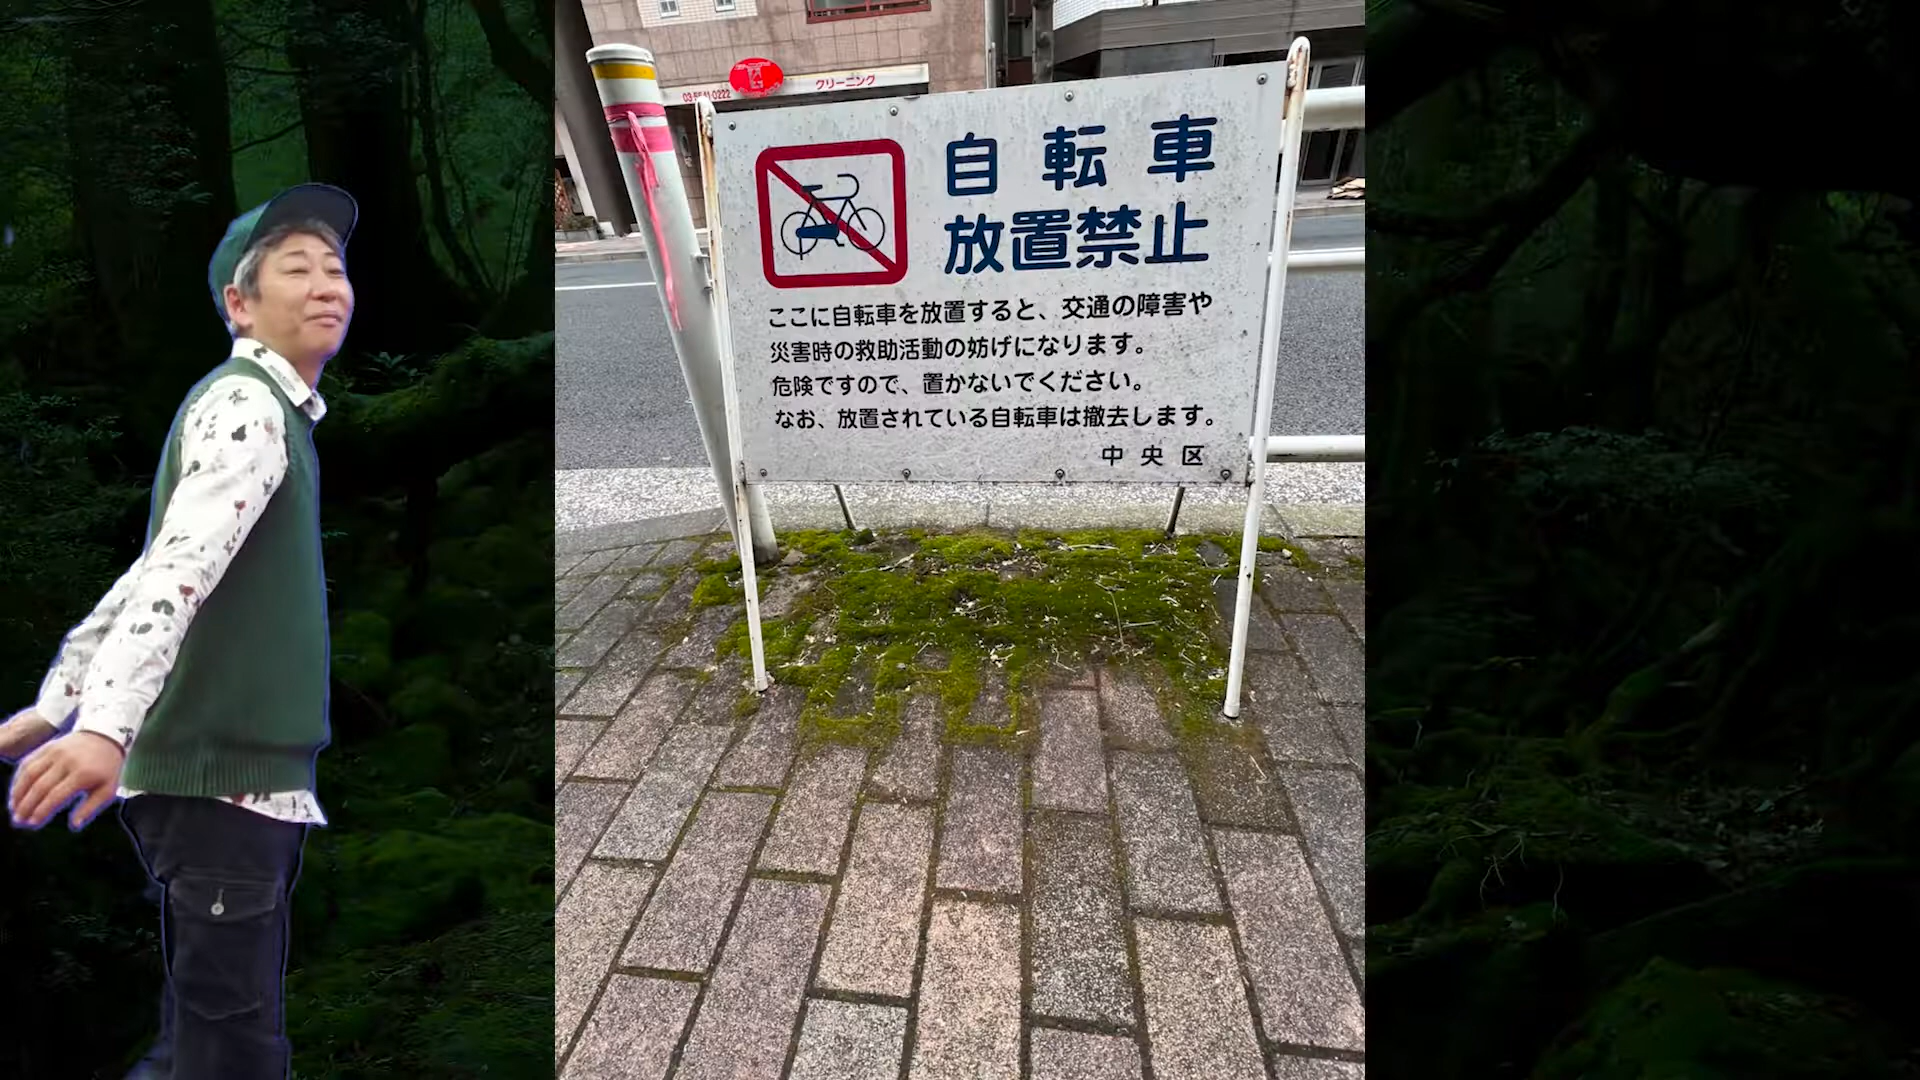 クリーニング
03-5541-0222
自転車
放置禁止
ここに自転車を放置すると、交通の障害や
災害時の救助活動の妨げになります。
危険ですので、置かないでください。
なお、放置されている自転車は撤去します。
中央区